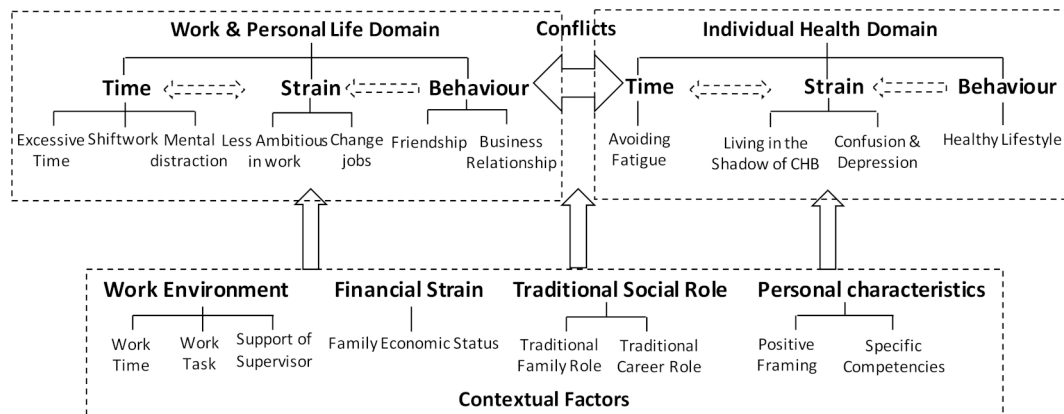 Work & Personal Life Domain
Conflicts
Individual Health Domain
Time
Strain
Behaviour
Time
Strain
Behaviour
Excessive
Time
Shiftwork
Mental
distraction
Less Ambitious
in work
Change
jobs
Friendship
Business
Relationship
Avoiding
Fatigue
Living in the
Shadow of CHB
Confusion &
Depression
Healthy Lifestyle
Work Environment
Financial Strain
Traditional Social Role
Personal characteristics
Work
Time
Work
Task
Support of
Supervisor
Family Economic Status
Traditional
Family Role
Traditional
Career Role
Positive
Framing
Specific
Competencies
Contextual Factors